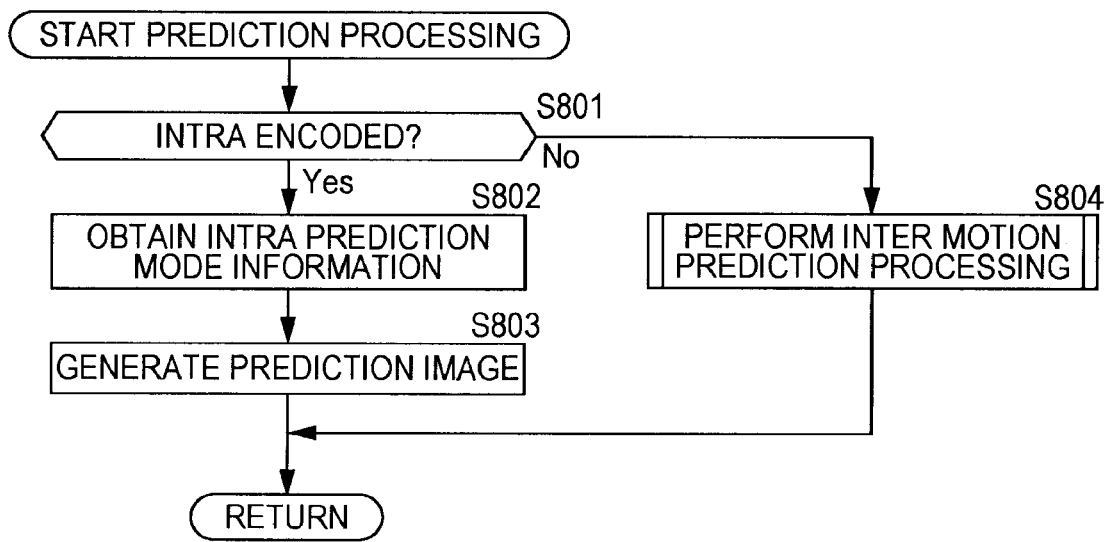 START PREDICTION PROCESSING
S801
INTRA ENCODED?
No
Yes
S802
OBTAIN INTRA PREDICTION
MODE INFORMATION
S804
PERFORM INTER MOTION
PREDICTION PROCESSING
S803
GENERATE PREDICTION IMAGE
RETURN